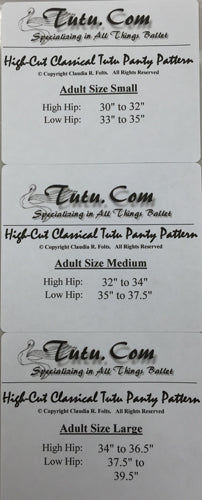 Tutu.Com
Specializing in All Things Ballet
High-Cut Classical Tutu Panty Pattern
© Copyright Claudia R. Folts. All Rights Reserved
Adult Size Small
High Hip: 30" to 32"
Low Hip: 33" to 35"
Tutu.Com
Specializing in All Things Ballet
High-Cut Classical Tutu Panty Pattern
© Copyright Claudia R. Folts. All Rights Reserved
Adult Size Medium
High Hip: 32" to 34"
Low Hip: 35" to 37.5"
Tutu.Com
Specializing in All Things Ballet
High-Cut Classical Tutu Panty Pattern
© Copyright Claudia R. Folts. All Rights Reserved
Adult Size Large
High Hip: 34" to 36.5"
Low Hip: 37.5" to
39.5"